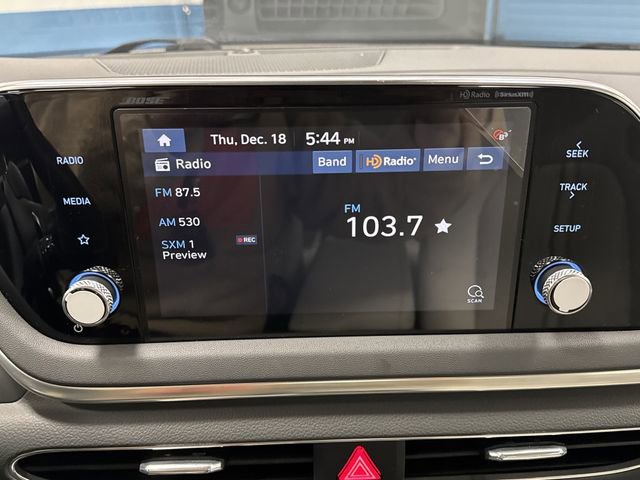 BOSE
HD Radio SiriusXM
Thu, Dec. 18 5:44 PM
Radio Band HD Radio Menu
RADIO
MEDIA
FM 87.5
AM 530
SXM 1 REC
Preview
FM
103.7
SCAN
SEEK
TRACK
SETUP